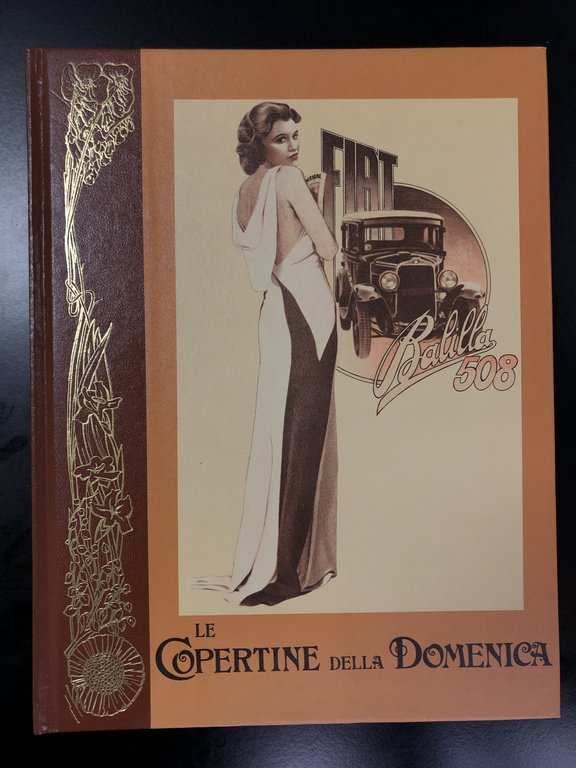 FIAT
Balilla
508
LE
COPERTINE DELLA DOMENICA